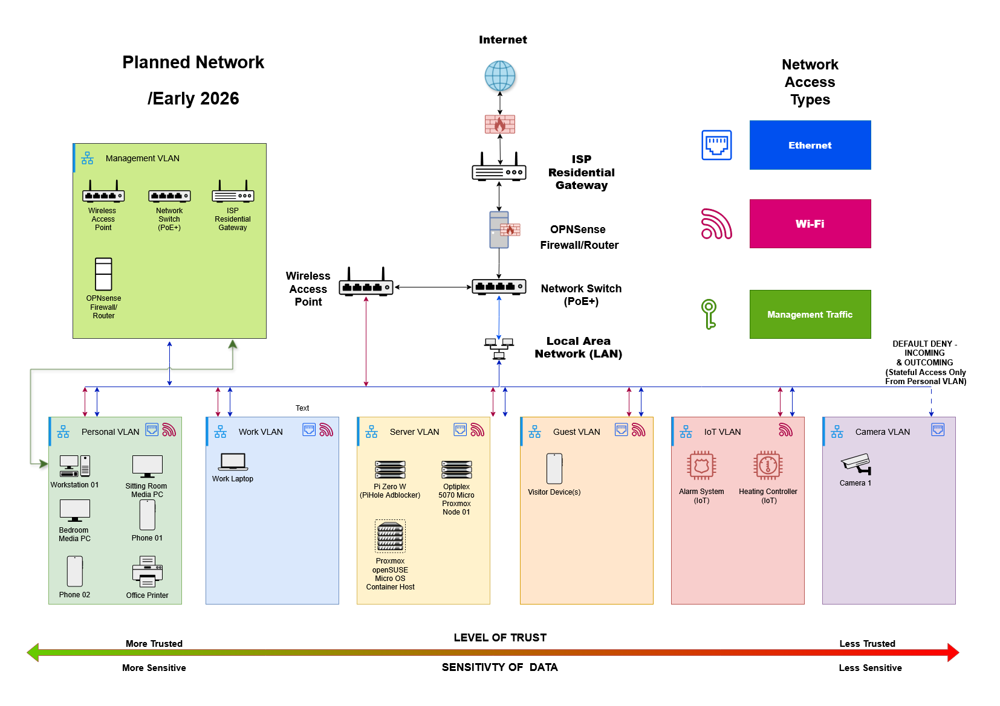 Internet
Planned Network
/Early 2026
Network
Access
Types
Ethernet
Wi-Fi
Management Traffic
Management VLAN
Wireless
Access
Point
Network
Switch
(PoE+)
ISP
Residential
Gateway
OPNsense
Firewall/
Router
ISP
Residential
Gateway
OPNSense
Firewall/Router
Wireless
Access
Point
Network Switch
(PoE+)
Local Area
Network (LAN)
DEFAULT DENY -
INCOMING
& OUTCOMING
(Stateful Access Only
From Personal VLAN)
Text
Personal VLAN
Workstation 01
Sitting Room
Media PC
Bedroom
Media PC
Phone 01
Phone 02
Office Printer
Work VLAN
Work Laptop
Server VLAN
Pi Zero W
(PiHole Adblocker)
Optiplex
5070 Micro
Proxmox
Node 01
Proxmox
openSUSE
Micro OS
Container Host
Guest VLAN
Visitor Device(s)
IoT VLAN
Alarm System
(IoT)
Heating Controller
(IoT)
Camera VLAN
Camera 1
LEVEL OF TRUST
More Trusted
Less Trusted
More Sensitive
SENSITIVTY OF  DATA
Less Sensitive